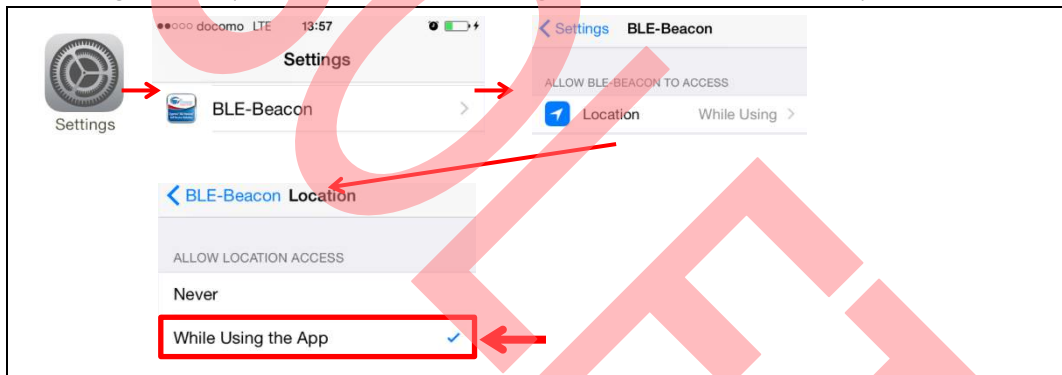 docomo LTE 13:57
Settings
Settings
BLE-Beacon
Settings BLE-Beacon
ALLOW BLE-BEACON TO ACCESS
Location While Using
BLE-Beacon Location
ALLOW LOCATION ACCESS
Never
While Using the App